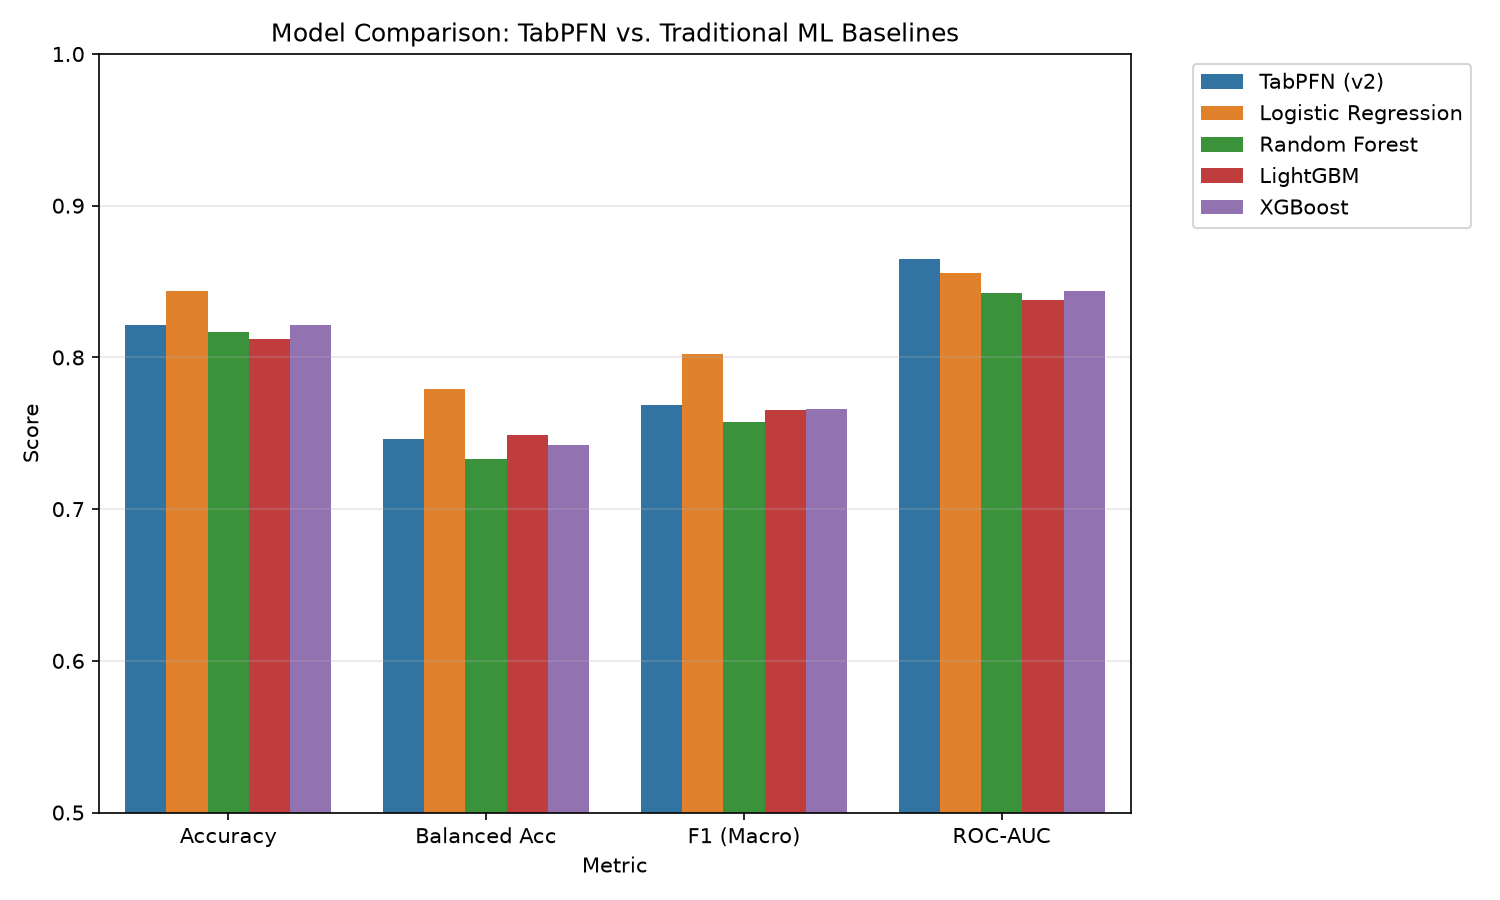 Model Comparison: TabPFN vs. Traditional ML Baselines
1.0
0.9
0.8
0.7
0.6
0.5
Score
Accuracy
Balanced Acc
F1 (Macro)
ROC-AUC
Metric
TabPFN (v2)
Logistic Regression
Random Forest
LightGBM
XGBoost